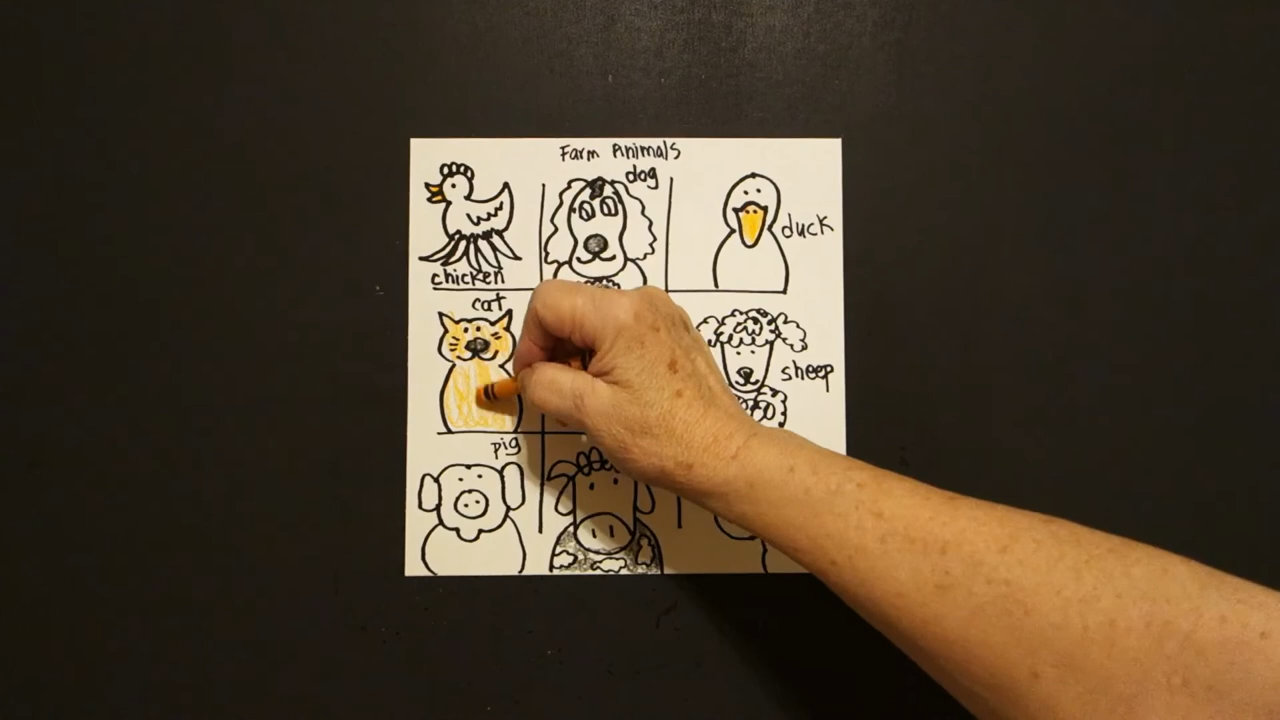 Farm Animals
dog
duck
chicken
cat
sheep
pig